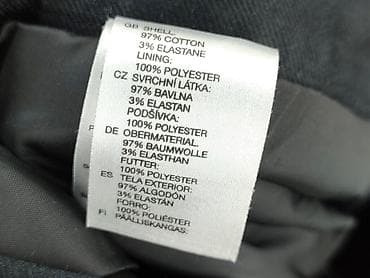 GB SHELL:
97% COTTON
3% ELASTANE
LINING:
100% POLYESTER
CZ SVRCHNÍ LÁTKA:
97% BAVLNA
3% ELASTAN
PODŠÍVKA:
100% POLYESTER
DE OBERMATERIAL:
97% BAUMWOLLE
3% ELASTHAN
FUTTER:
100% POLYESTER
ES TELA EXTERIOR:
97% ALGODÓN
3% ELASTÁN
FORRO:
100% POLIÉSTER
FI PÄÄLLISKANGAS: